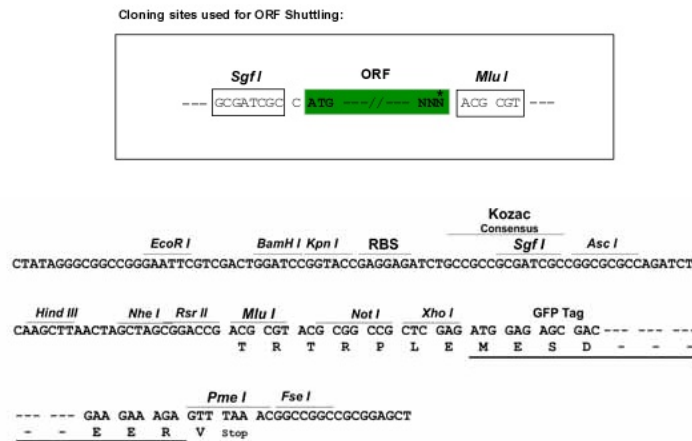 Cloning sites used for ORF Shuttling:
Sgf I ORF Mlu I
--- GCGATCGC C ATG ---//--- NNN* ACG CGT ---
Kozac
Consensus
EcoR I BamH I Kpn I RBS Sgf I Asc I
CTATAGGGCGGCCGGGAATTCGTCGACTGGATCCGGTACCGAGGAGATCTGCCGCCGCGATCGCCGGCGCGCCAGATCT
Hind III Nhe I Rsr II Mlu I Not I Xho I GFP Tag
CAAGCTTAACTAGCTAGCGGACCG ACG CGT ACG CGG CCG CTC GAG ATG GAG AGC GAC --- --- ---
T R T R P L E M E S D - - -
Pme I Fse I
--- --- GAA GAA AGA GTT TAA ACGGCCGGCCGCGGAGCT
- - E E R V Stop